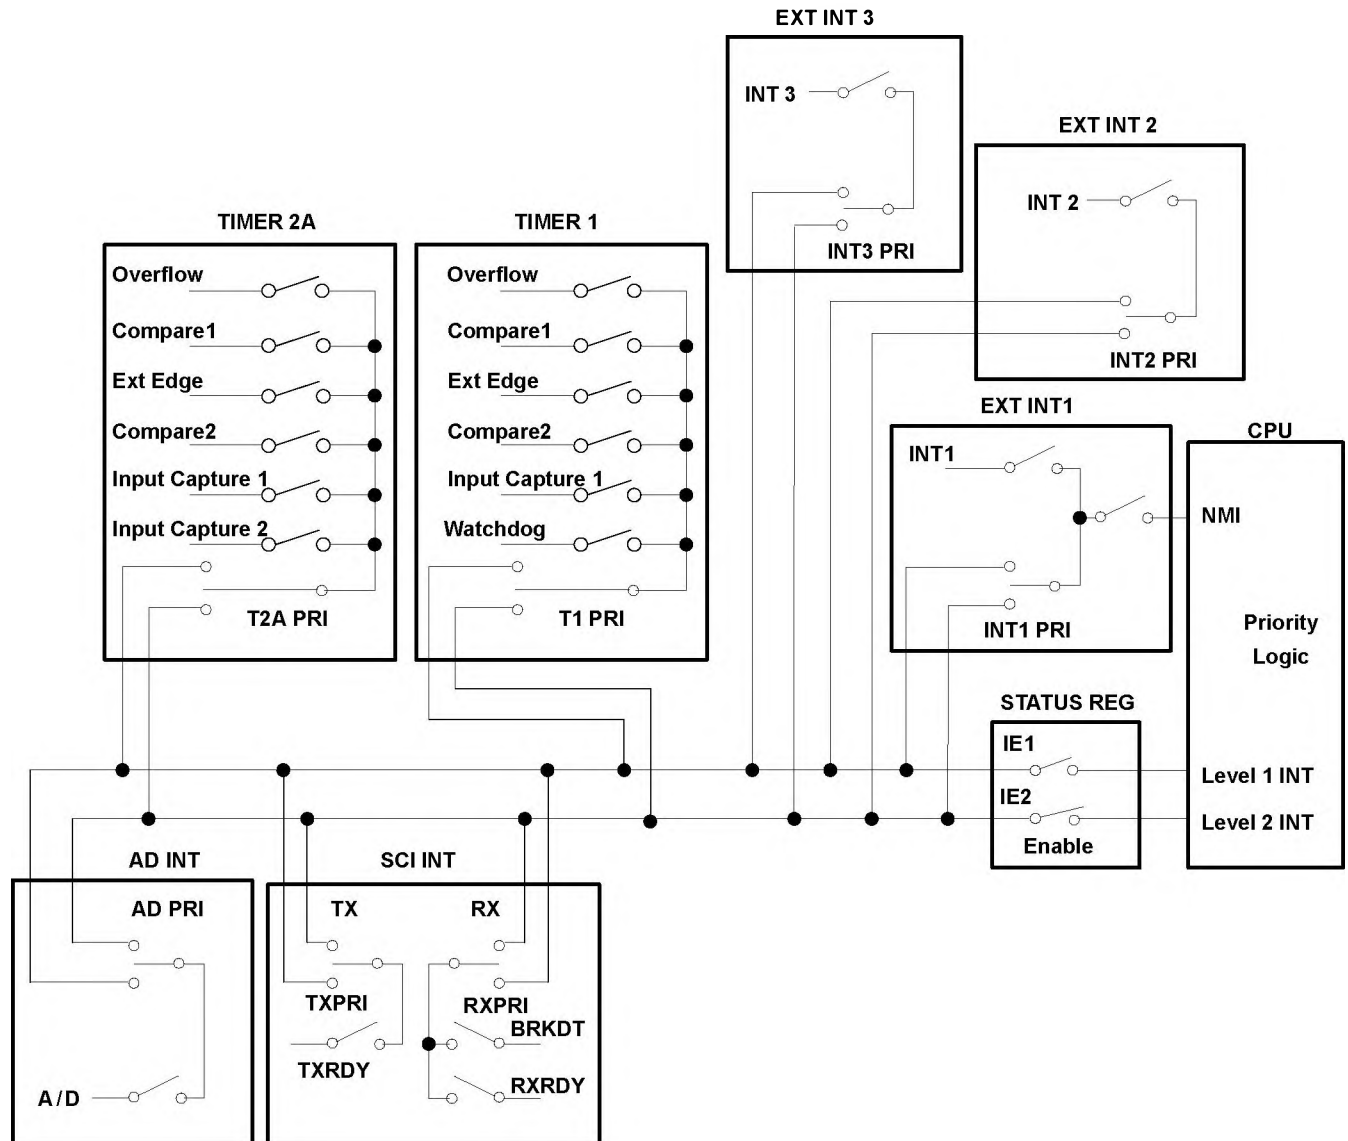 EXT INT 3
INT 3
INT3 PRI
EXT INT 2
INT 2
INT2 PRI
TIMER 2A
Overflow
Compare1
Ext Edge
Compare2
Input Capture 1
Input Capture 2
T2A PRI
TIMER 1
Overflow
Compare1
Ext Edge
Compare2
Input Capture 1
Watchdog
T1 PRI
EXT INT1
INT1
INT1 PRI
CPU
NMI
Priority
Logic
Level 1 INT
Level 2 INT
STATUS REG
IE1
IE2
Enable
AD INT
AD PRI
A/D
SCI INT
TX
RX
TXPRI
RXPRI
BRKDT
TXRDY
RXRDY